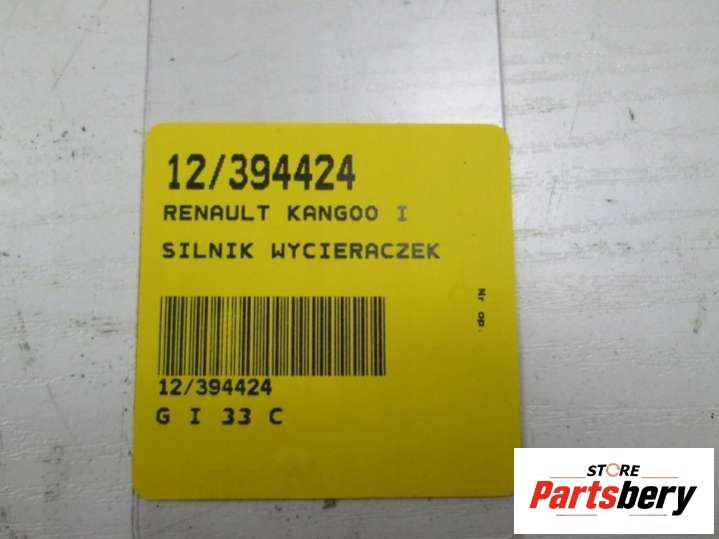 12/394424
RENAULT KANGOO I
SILNIK WYCIERACZEK
Nr op.
12/394424
G I 33 C
STORE
Partsbery